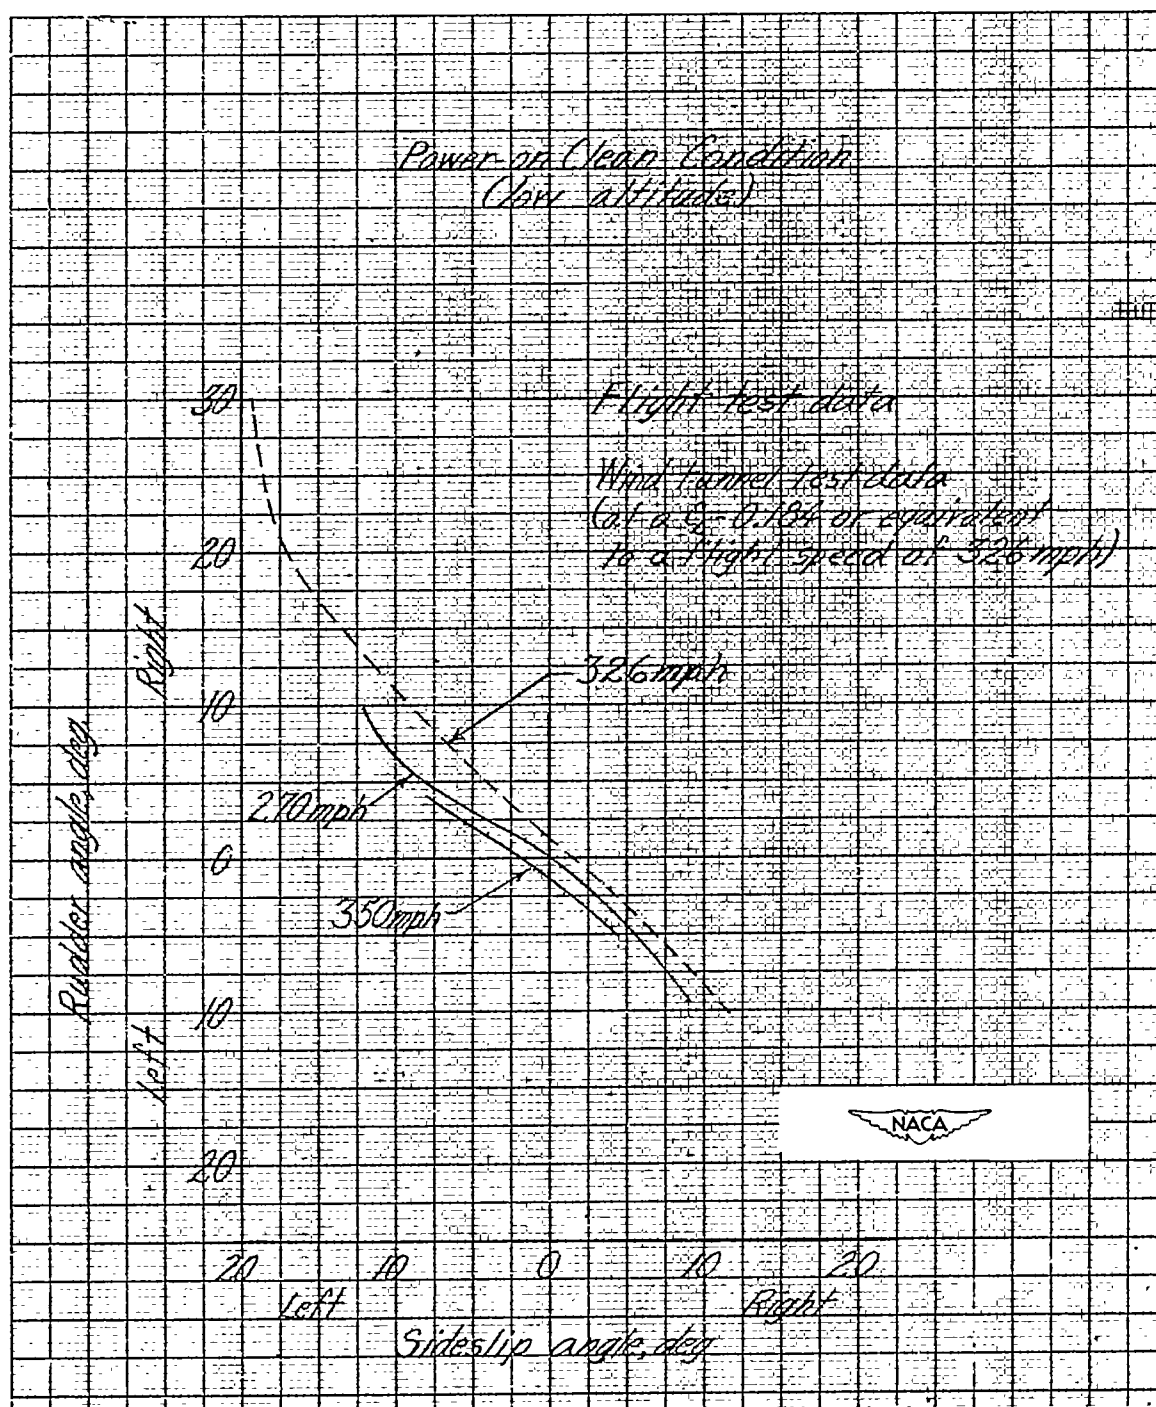 Power-on Clean Condition
(low altitude)
30
Flight test data
Wind tunnel test data
(at a C_L = 0.184 or equivalent
to a flight speed of 326 mph)
20
Right
326 mph
10
270 mph
Rudder angle, deg
0
350 mph
10
Left
NACA
20
20 10 0 10 20
Left Right
Sideslip angle, deg